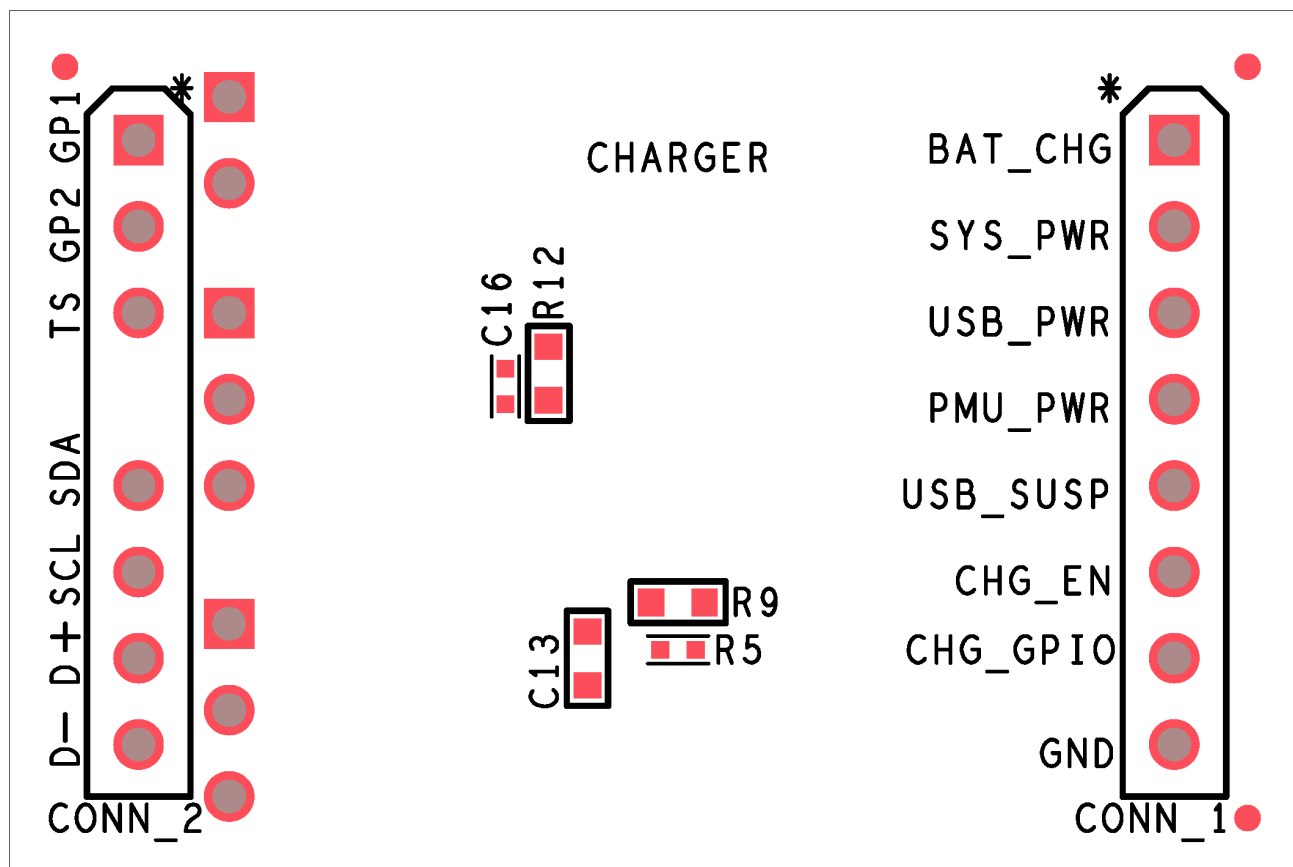 GP1
GP2
TS
SDA
SCL
D+
D-
CONN_2
CHARGER
C16
R12
R9
R5
C13
BAT_CHG
SYS_PWR
USB_PWR
PMU_PWR
USB_SUSP
CHG_EN
CHG_GPIO
GND
CONN_1